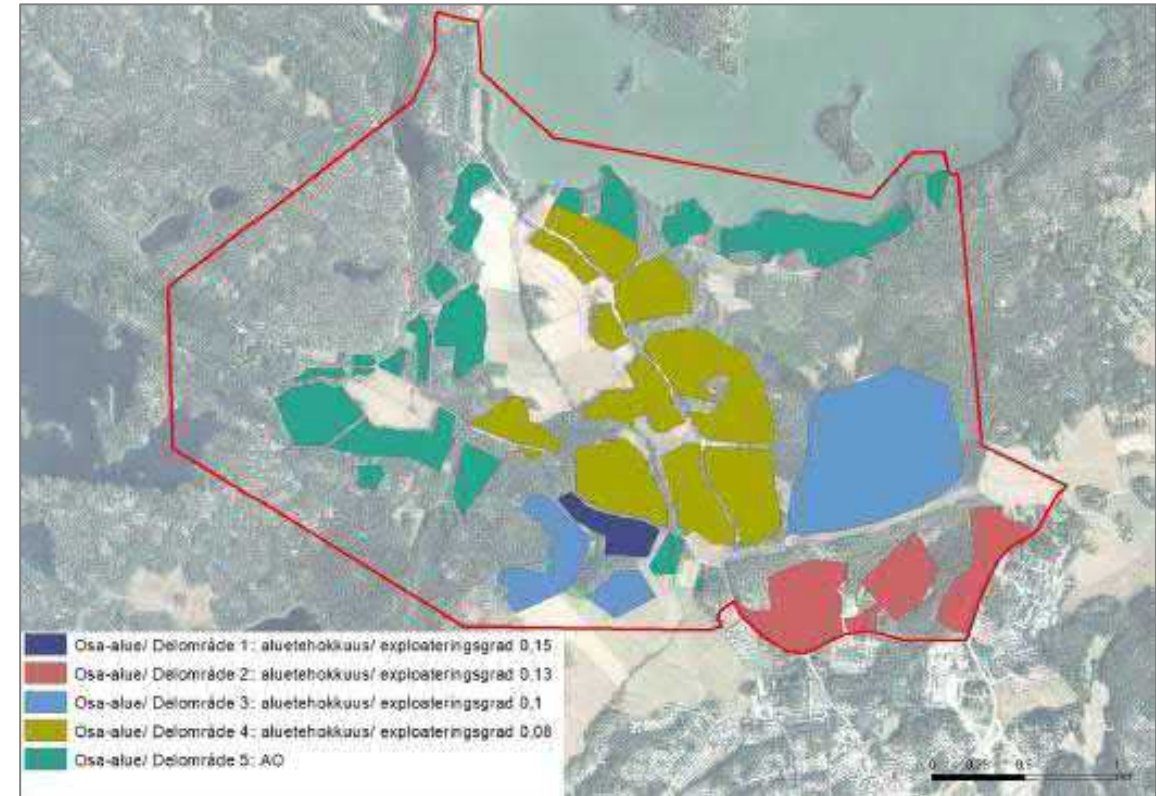 Osa-alue/ Delområde 1: aluetehokkuus/ exploateringsgrad 0,15
Osa-alue/ Delområde 2: aluetehokkuus/ exploateringsgrad 0,13
Osa-alue/ Delområde 3: aluetehokkuus/ exploateringsgrad 0,1
Osa-alue/ Delområde 4: aluetehokkuus/ exploateringsgrad 0,08
Osa-alue/ Delområde 5: AO
0 0,25 0,5 1